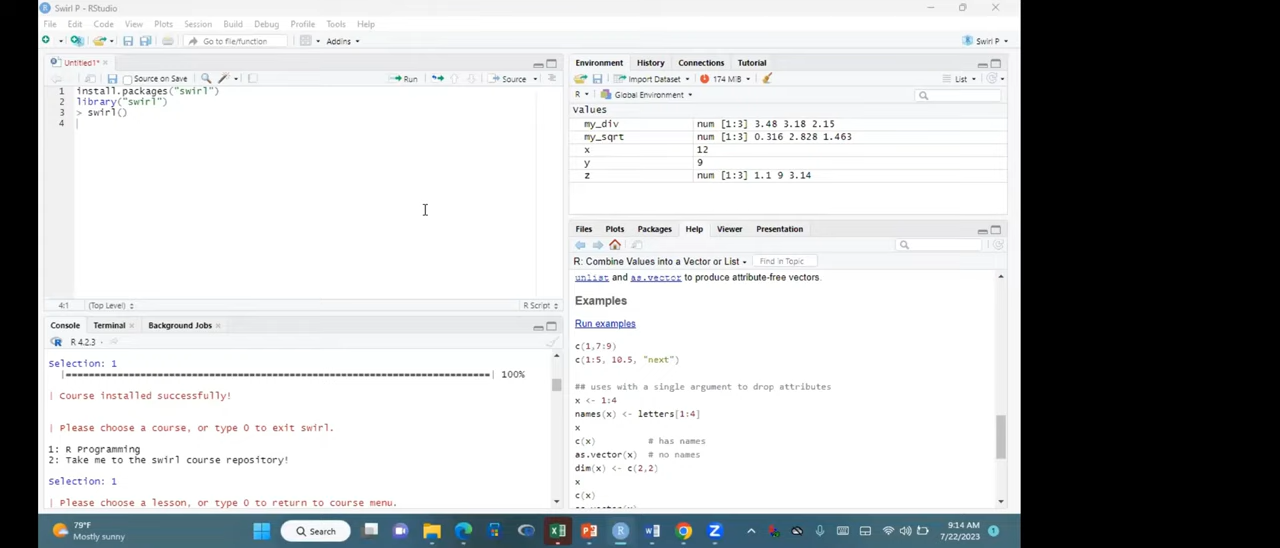 Swirl P - RStudio
File Edit Code View Plots Session Build Debug Profile Tools Help
Go to file/function Addins Swirl P
Untitled1*
Source on Save Run Source
1 install.packages("swirl")
2 library("swirl")
3 > swirl()
4
4:1 (Top Level) R Script
Console Terminal Background Jobs
R 4.2.3 ·
Selection: 1
|======================================================================| 100%
| Course installed successfully!
| Please choose a course, or type 0 to exit swirl.
1: R Programming
2: Take me to the swirl course repository!
Selection: 1
| Please choose a lesson, or type 0 to return to course menu.
Environment History Connections Tutorial
Import Dataset 174 MiB List
R Global Environment
Values
my_div num [1:3] 3.48 3.18 2.15
my_sqrt num [1:3] 0.316 2.828 1.463
x 12
y 9
z num [1:3] 1.1 9 3.14
Files Plots Packages Help Viewer Presentation
R: Combine Values into a Vector or List Find in Topic
unlist and as.vector to produce attribute-free vectors.
Examples
Run examples
c(1,7:9)
c(1:5, 10.5, "next")
## uses with a single argument to drop attributes
x <- 1:4
names(x) <- letters[1:4]
x
c(x) # has names
as.vector(x) # no names
dim(x) <- c(2,2)
x
c(x)
as.vector(x)
79°F
Mostly sunny
Search
9:14 AM
7/22/2023
1